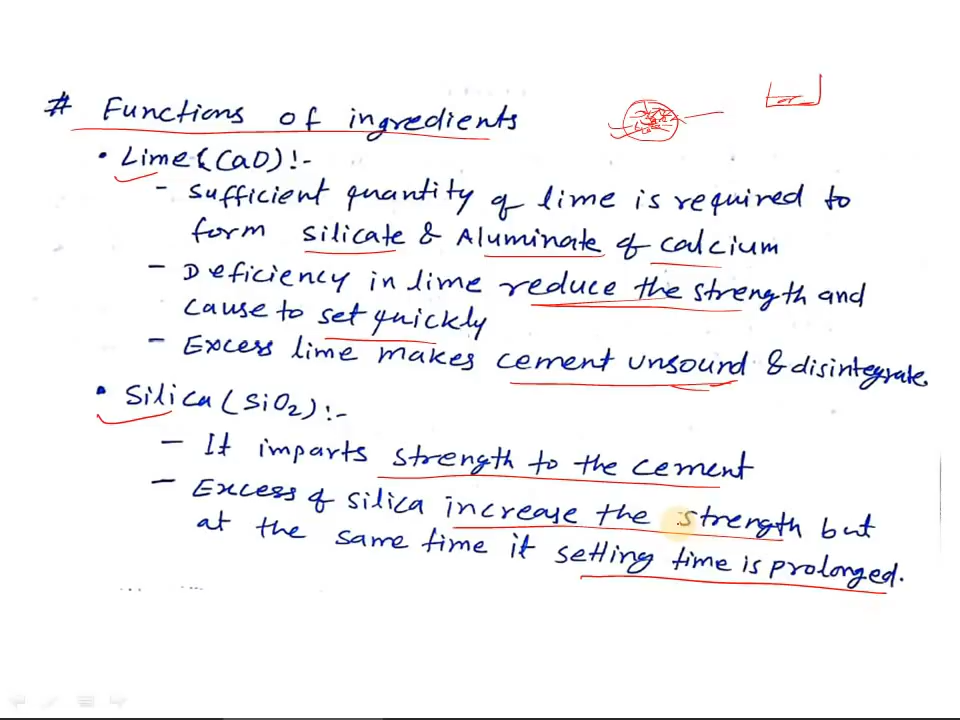 # Functions of ingredients
• Lime (CaO):-
- Sufficient quantity of lime is required to
form silicate & Aluminate of calcium
- Deficiency in lime reduce the strength and
cause to set quickly
- Excess lime makes cement unsound & disintegrate.
• Silica (SiO2):-
- It imparts strength to the cement
- Excess of silica increase the strength but
at the same time it setting time is prolonged.